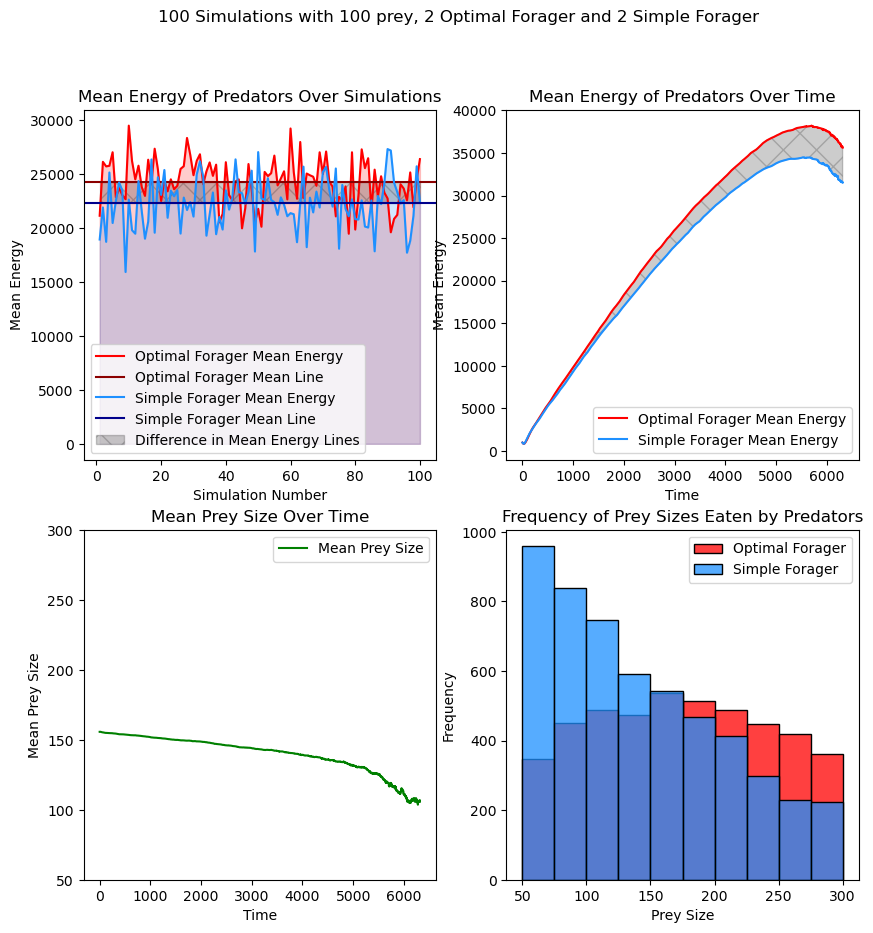 100 Simulations with 100 prey, 2 Optimal Forager and 2 Simple Forager
Mean Energy of Predators Over Simulations
30000
25000
20000
15000
10000
5000
0
Mean Energy
Optimal Forager Mean Energy
Optimal Forager Mean Line
Simple Forager Mean Energy
Simple Forager Mean Line
Difference in Mean Energy Lines
0 20 40 60 80 100
Simulation Number
Mean Energy of Predators Over Time
40000
35000
30000
25000
20000
15000
10000
5000
0
Mean Energy
Optimal Forager Mean Energy
Simple Forager Mean Energy
0 1000 2000 3000 4000 5000 6000
Time
Mean Prey Size Over Time
300
250
200
150
100
50
Mean Prey Size
Mean Prey Size
0 1000 2000 3000 4000 5000 6000
Time
Frequency of Prey Sizes Eaten by Predators
1000
800
600
400
200
0
Frequency
Optimal Forager
Simple Forager
50 100 150 200 250 300
Prey Size